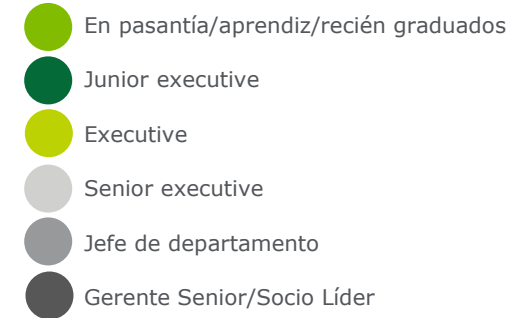 En pasantía/aprendiz/recién graduados
Junior executive
Executive
Senior executive
Jefe de departamento
Gerente Senior/Socio Líder